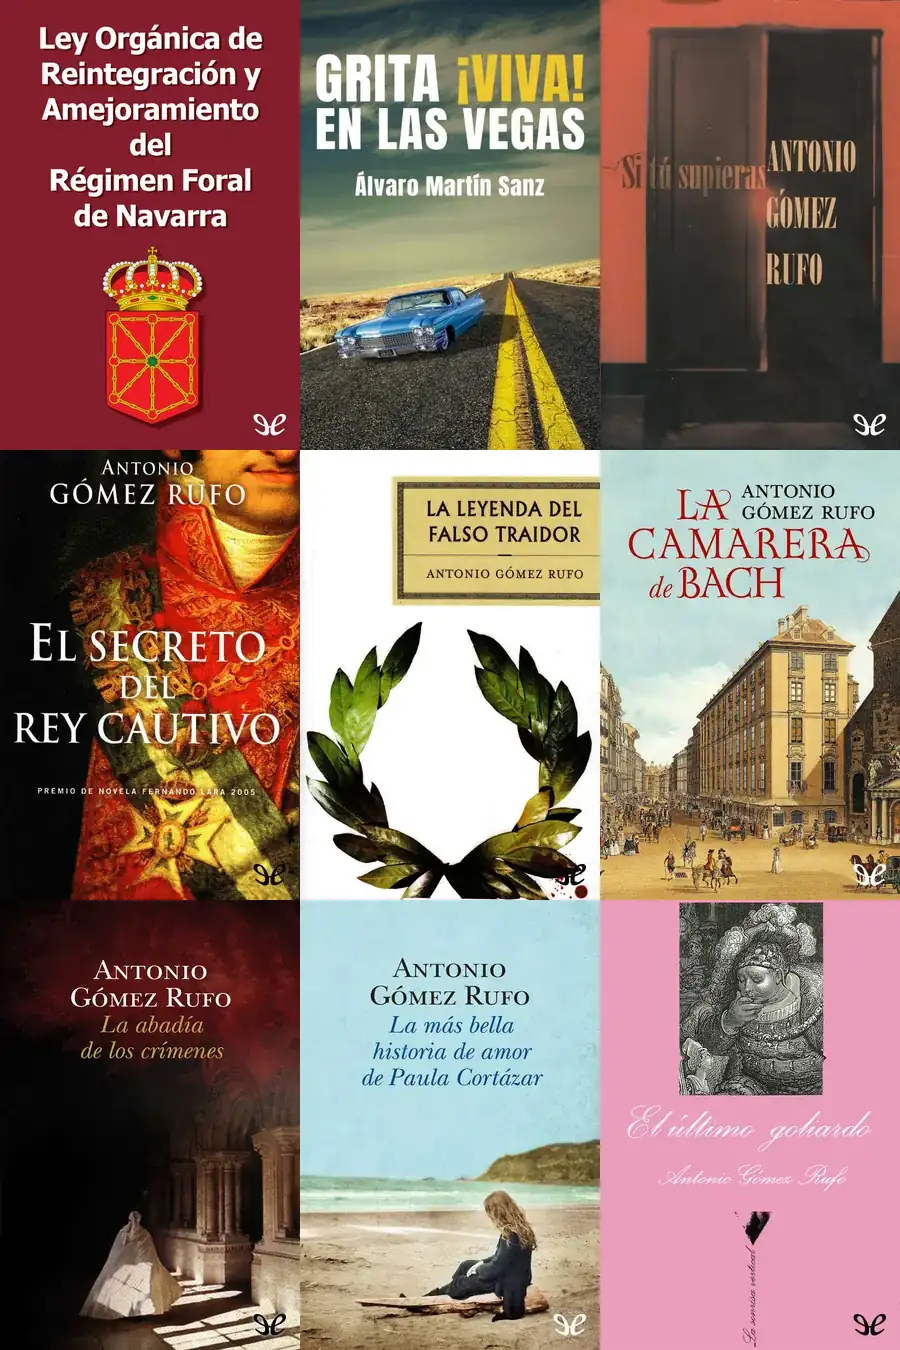 Ley Orgánica de
Reintegración y
Amejoramiento
del
Régimen Foral
de Navarra
GRITA ¡VIVA!
EN LAS VEGAS
Álvaro Martín Sanz
Si tú supieras
ANTONIO
GÓMEZ
RUFO
ANTONIO
GÓMEZ RUFO
EL SECRETO
DEL
REY CAUTIVO
PREMIO DE NOVELA FERNANDO LARA 2005
LA LEYENDA DEL
FALSO TRAIDOR
ANTONIO GÓMEZ RUFO
ANTONIO
GÓMEZ RUFO
LA
CAMARERA
de BACH
ANTONIO
GÓMEZ RUFO
La abadía
de los crímenes
ANTONIO
GÓMEZ RUFO
La más bella
historia de amor
de Paula Cortázar
El último goliardo
Antonio Gómez Rufo
La sonrisa vertical